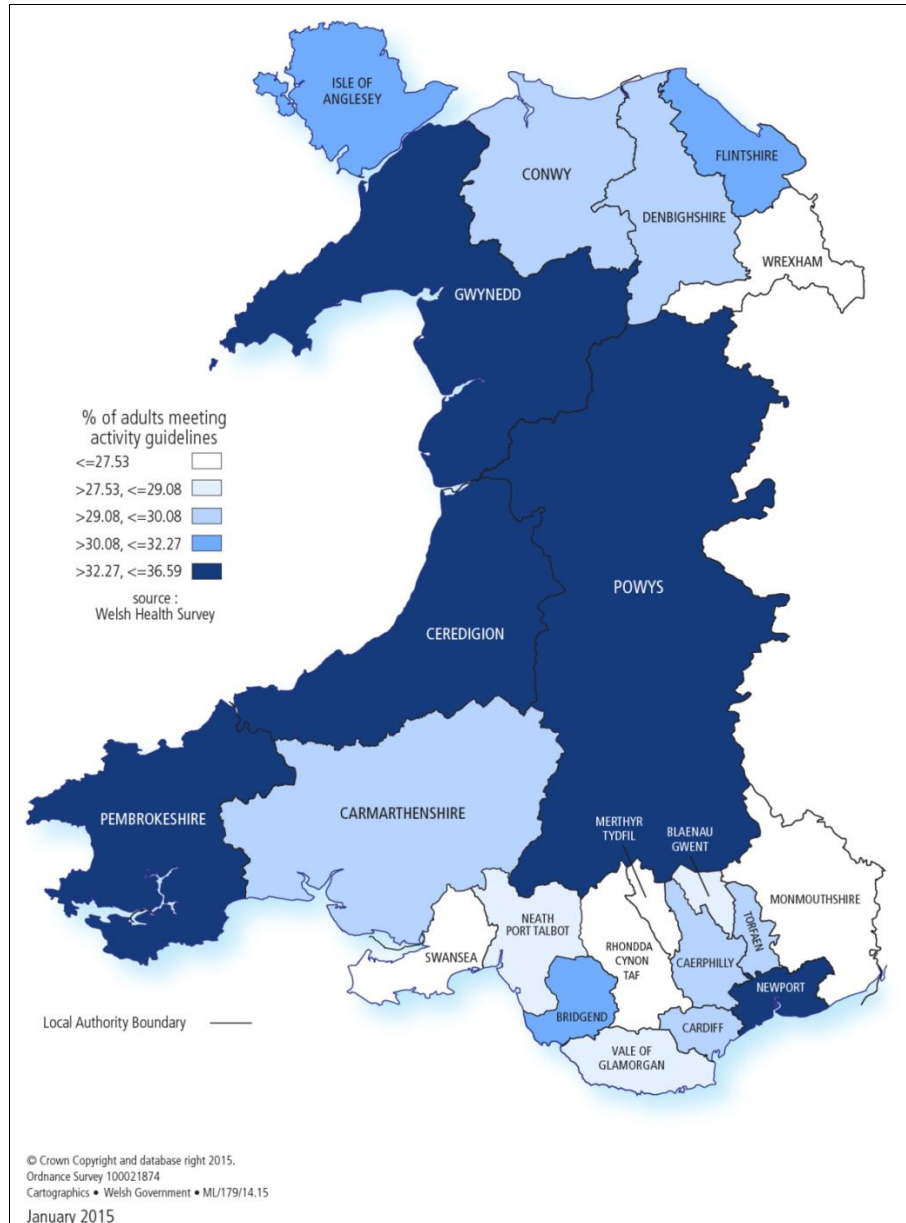 ISLE OF
ANGLESEY
FLINTSHIRE
CONWY
DENBIGHSHIRE
WREXHAM
GWYNEDD
% of adults meeting
activity guidelines
<=27.53
>27.53, <=29.08
>29.08, <=30.08
>30.08, <=32.27
>32.27, <=36.59
source :
Welsh Health Survey
POWYS
CEREDIGION
PEMBROKESHIRE
CARMARTHENSHIRE
MERTHYR
TYDFIL
BLAENAU
GWENT
MONMOUTHSHIRE
SWANSEA
NEATH
PORT TALBOT
RHONDDA
CYNON
TAF
CAERPHILLY
TORFAEN
NEWPORT
BRIDGEND
CARDIFF
VALE OF
GLAMORGAN
Local Authority Boundary
© Crown Copyright and database right 2015.
Ordnance Survey 100021874
Cartographics • Welsh Government • ML/179/14.15
January 2015